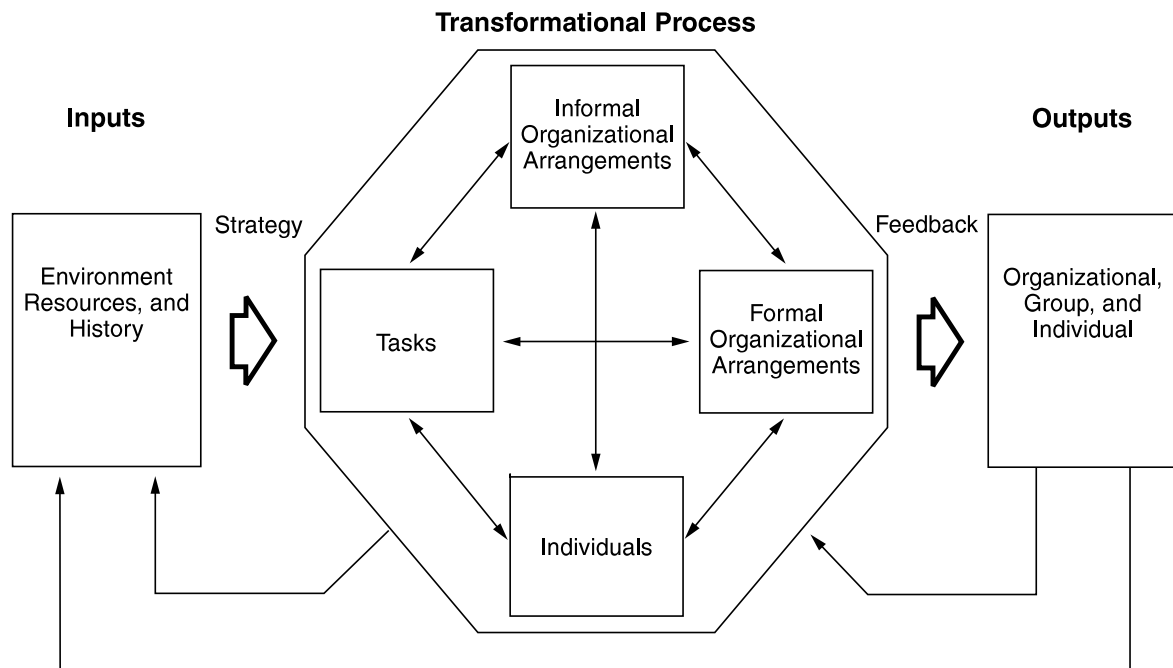 Transformational Process
Inputs
Outputs
Informal
Organizational
Arrangements
Strategy
Feedback
Environment
Resources, and
History
Tasks
Formal
Organizational
Arrangements
Organizational,
Group, and
Individual
Individuals